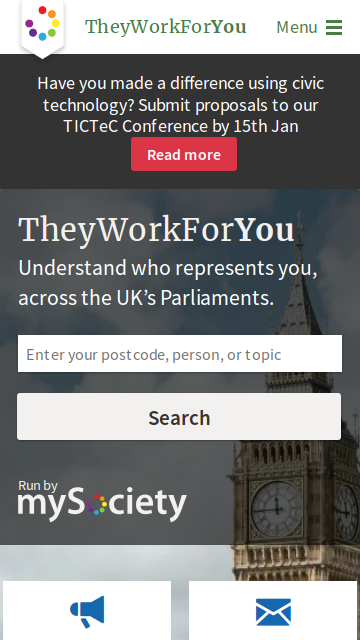 TheyWorkForYou
Menu
Have you made a difference using civic
technology? Submit proposals to our
TICTeC Conference by 15th Jan
Read more
TheyWorkForYou
Understand who represents you,
across the UK’s Parliaments.
Enter your postcode, person, or topic
Search
Run by
mySociety